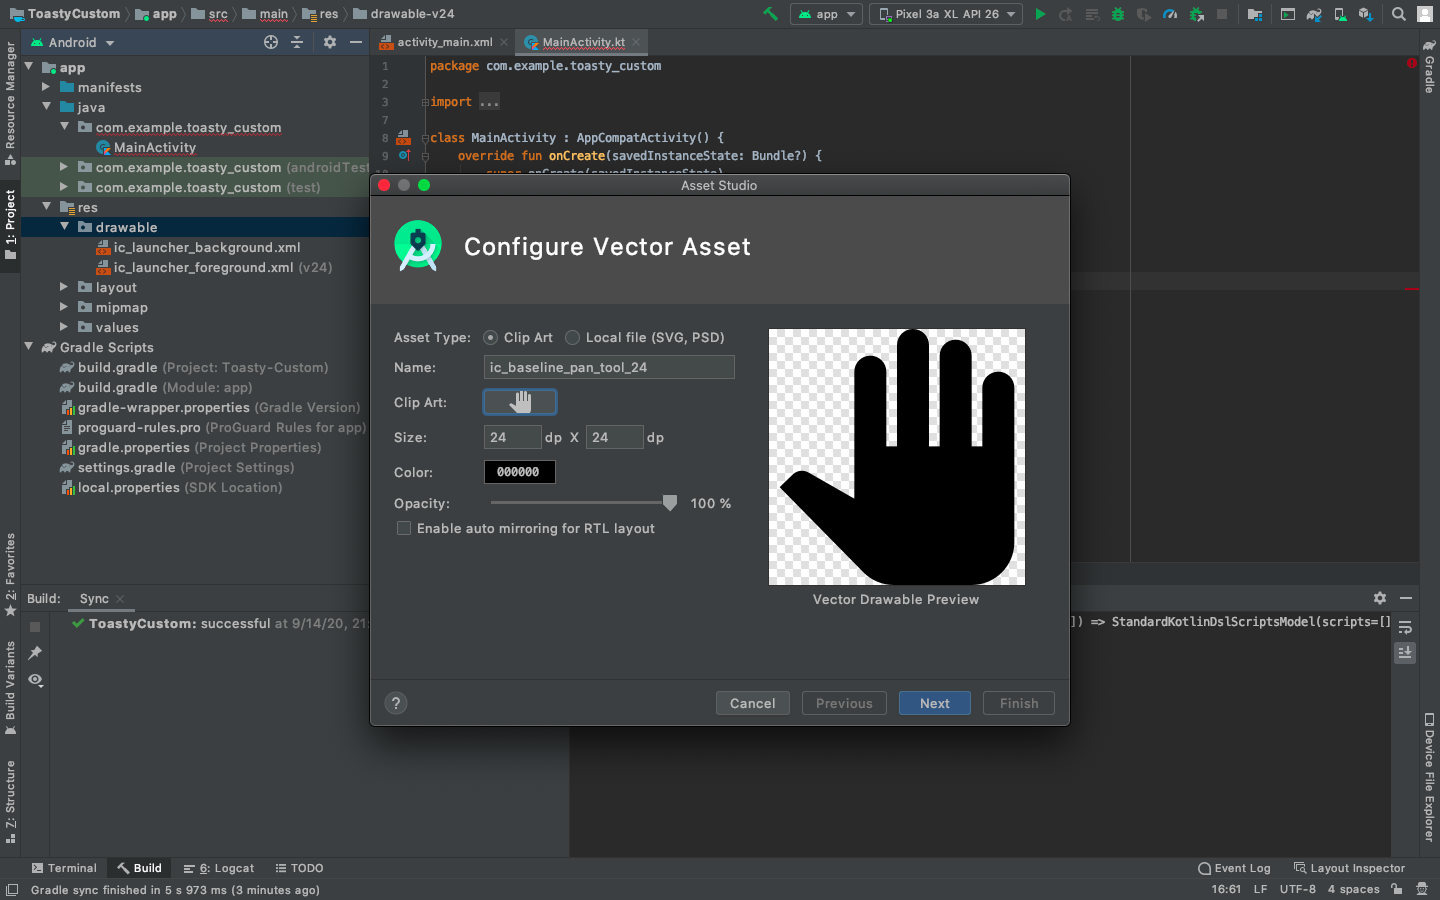 ToastyCustom app src main res drawable-v24 app Pixel 3a XL API 26
Android activity_main.xml MainActivity.kt
1 package com.example.toasty_custom
2
3 import ...
7
8 class MainActivity : AppCompatActivity() {
9 override fun onCreate(savedInstanceState: Bundle?) {
app
manifests
java
com.example.toasty_custom
MainActivity
com.example.toasty_custom (androidTest
com.example.toasty_custom (test)
res
drawable
ic_launcher_background.xml
ic_launcher_foreground.xml (v24)
layout
mipmap
values
Gradle Scripts
build.gradle (Project: Toasty-Custom)
build.gradle (Module: app)
gradle-wrapper.properties (Gradle Version)
proguard-rules.pro (ProGuard Rules for app)
gradle.properties (Project Properties)
settings.gradle (Project Settings)
local.properties (SDK Location)
Resource Manager
1: Project
2: Favorites
Build Variants
7: Structure
Gradle
Device File Explorer
Asset Studio
Configure Vector Asset
Asset Type: Clip Art Local file (SVG, PSD)
Name: ic_baseline_pan_tool_24
Clip Art:
Size: 24 dp X 24 dp
Color: 000000
Opacity: 100 %
Enable auto mirroring for RTL layout
Vector Drawable Preview
? Cancel Previous Next Finish
Build: Sync
ToastyCustom: successful at 9/14/20, 21:
]) => StandardKotlinDslScriptsModel(scripts=[]
Terminal Build 6: Logcat TODO Event Log Layout Inspector
Gradle sync finished in 5 s 973 ms (3 minutes ago) 16:61 LF UTF-8 4 spaces